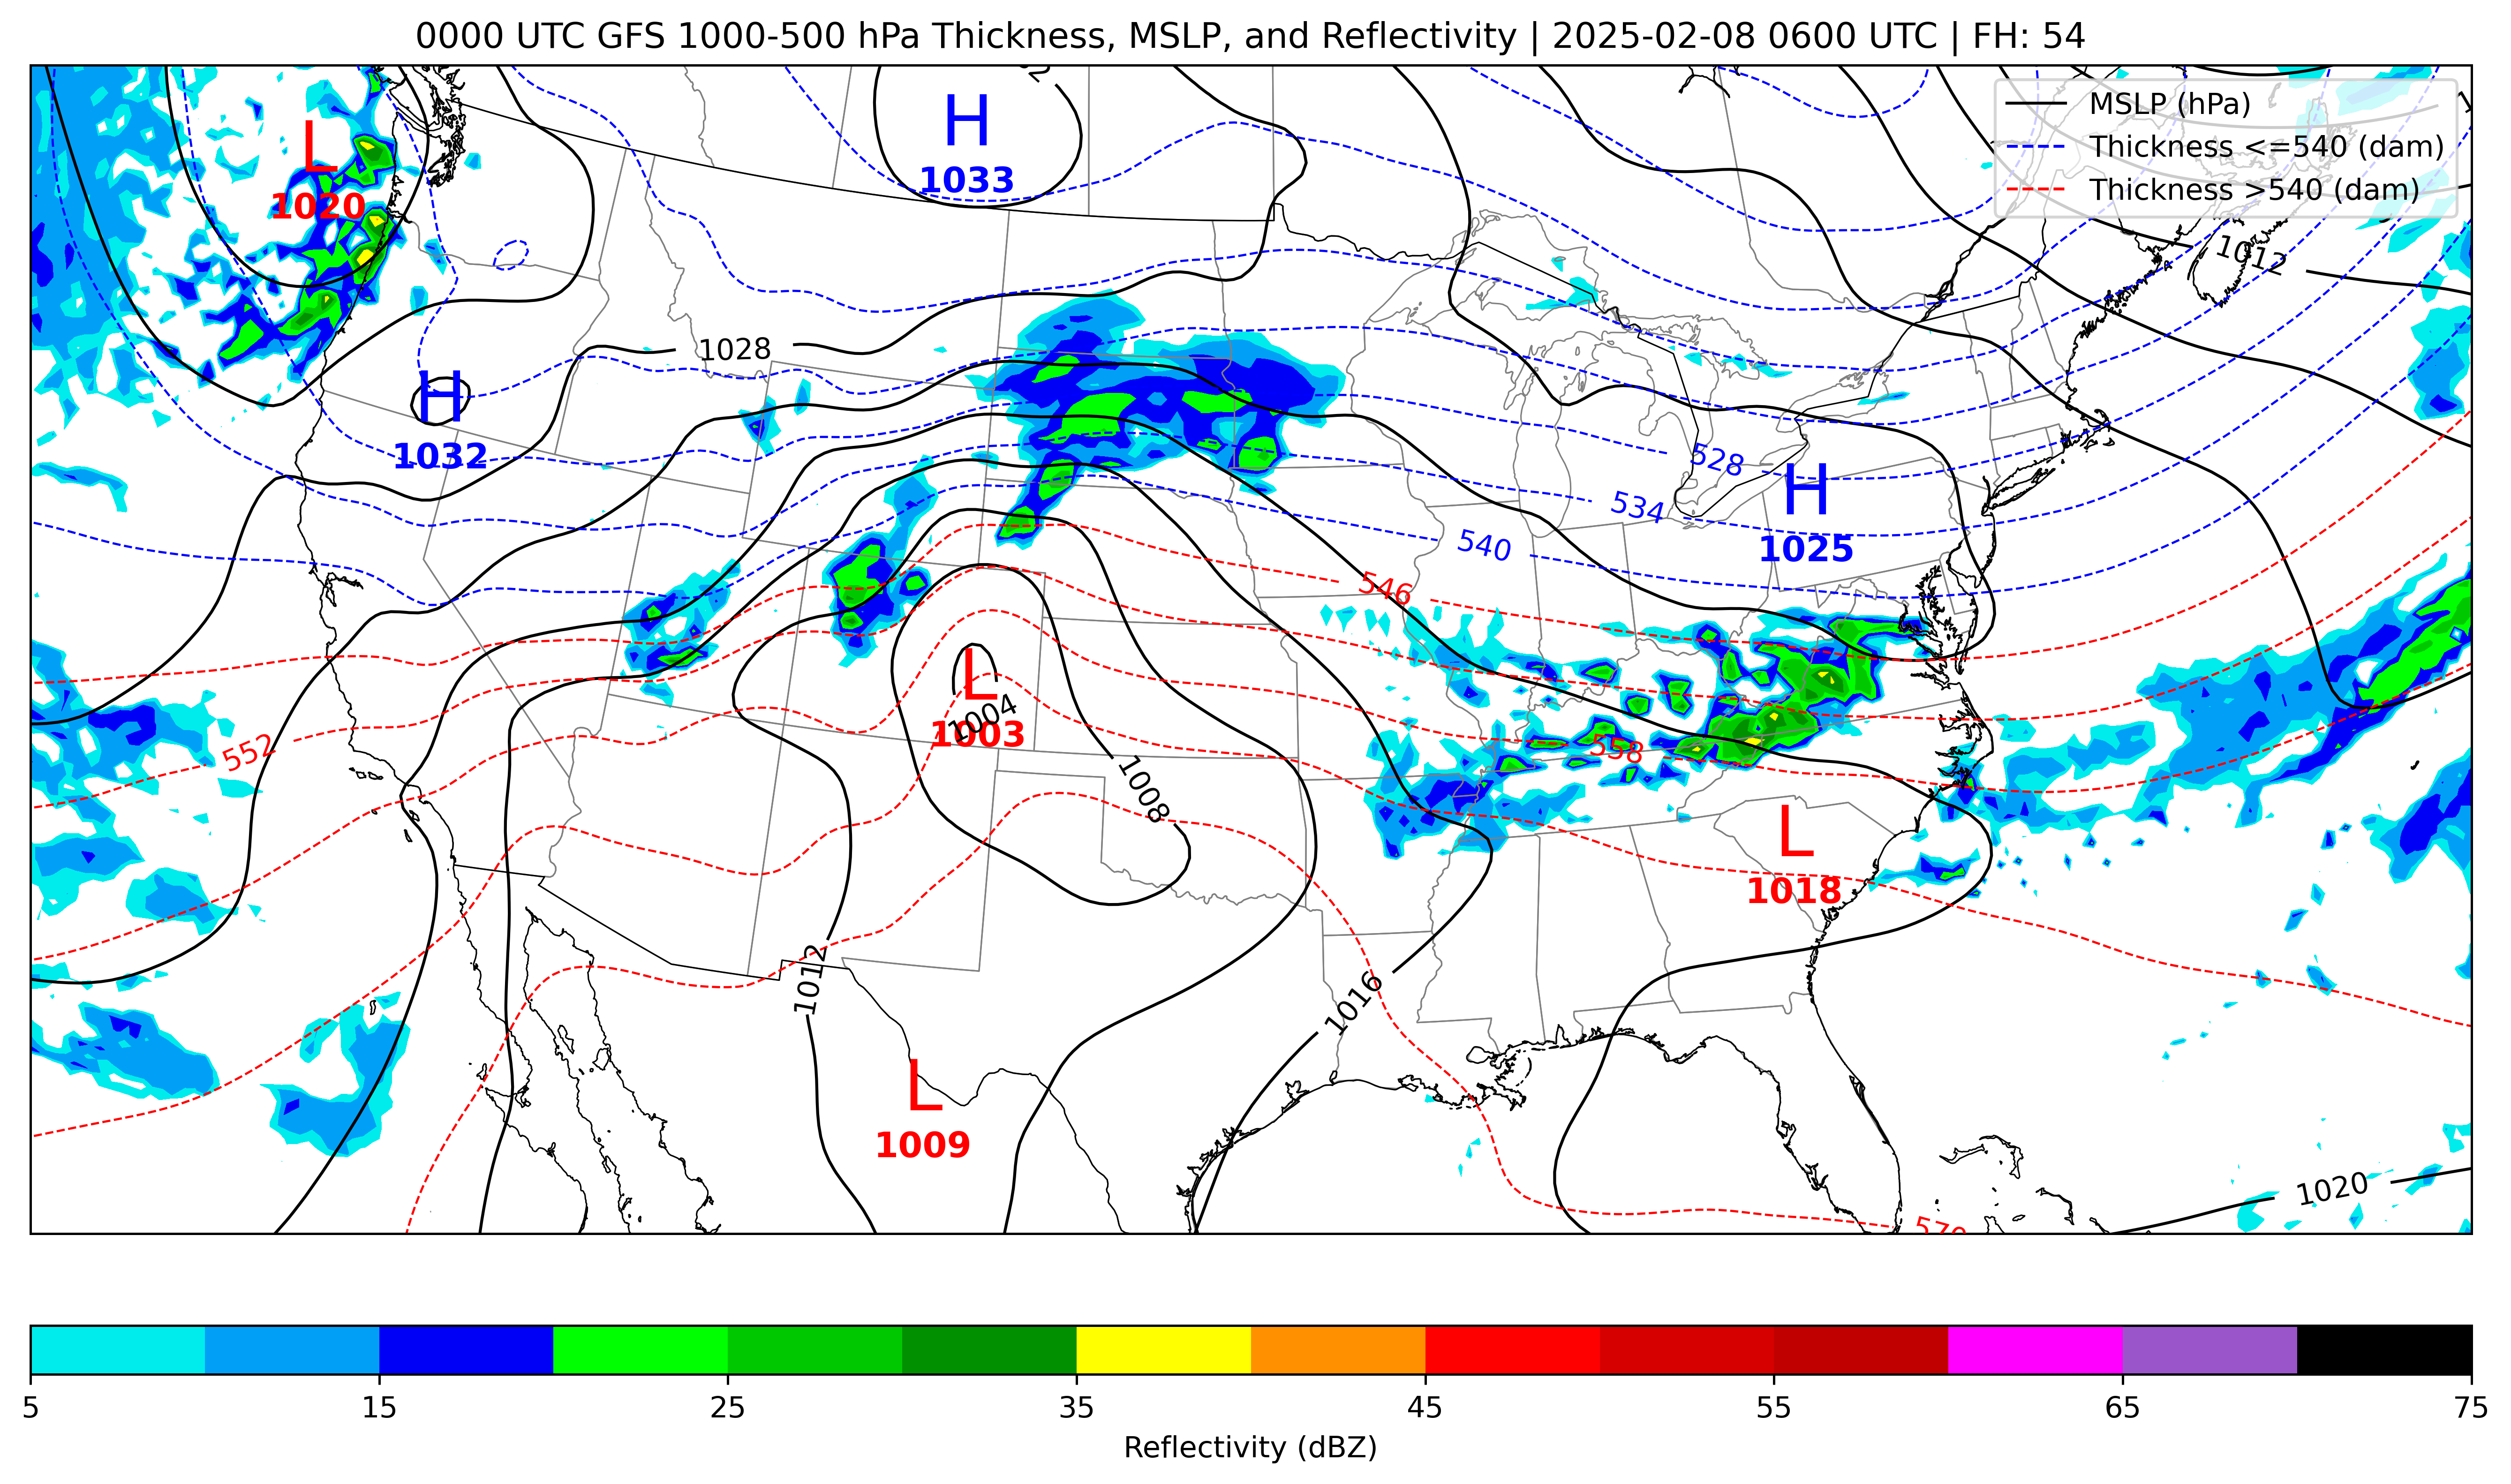 0000 UTC GFS 1000-500 hPa Thickness, MSLP, and Reflectivity | 2025-02-08 0600 UTC | FH: 54
MSLP (hPa)
Thickness <=540 (dam)
Thickness >540 (dam)
H
1033
L
1020
1012
1028
H
1032
528
H
1025
534
540
546
L
1003
1004
552
558
1008
L
1018
1012
1016
L
1009
1020
570
5
15
25
35
45
55
65
75
Reflectivity (dBZ)